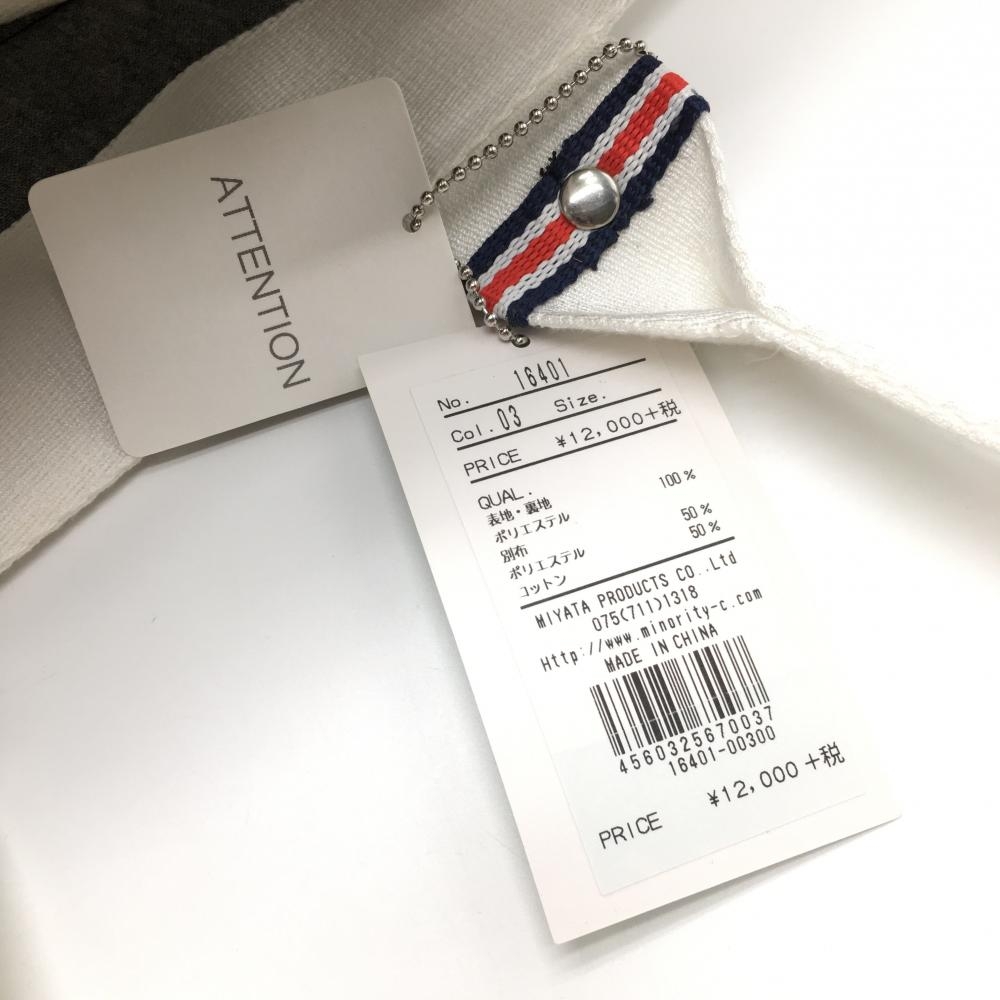 ATTENTION
No. 16401
Col. 03 Size.
PRICE ¥12,000+税
QUAL.
表地・裏地
ポリエステル 100%
別布
ポリエステル 50%
コットン 50%
MIYATA PRODUCTS CO.,Ltd
075(711)1318
Http://www.minority-c.com
MADE IN CHINA
4560325670037
16401-00300
PRICE ¥12,000 +税